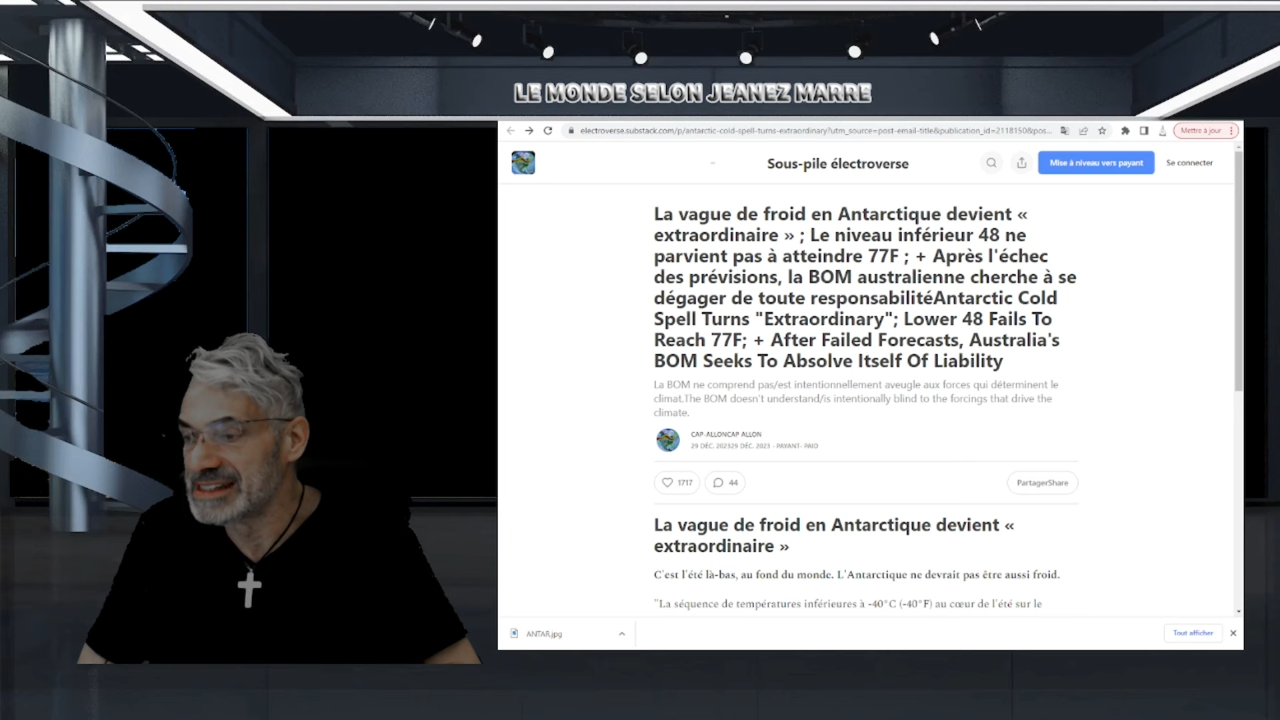 LE MONDE SELON JEANEZ MARRE
electroverse.substack.com/p/antarctic-cold-spell-turns-extraordinary?utm_source=post-email-title&publication_id=2118150&pos...
Mettre à jour
Sous-pile électroverse
Mise à niveau vers payant
Se connecter
La vague de froid en Antarctique devient «
extraordinaire » ; Le niveau inférieur 48 ne
parvient pas à atteindre 77F ; + Après l'échec
des prévisions, la BOM australienne cherche à se
dégager de toute responsabilitéAntarctic Cold
Spell Turns "Extraordinary"; Lower 48 Fails To
Reach 77F; + After Failed Forecasts, Australia's
BOM Seeks To Absolve Itself Of Liability
La BOM ne comprend pas/est intentionnellement aveugle aux forces qui déterminent le
climat.The BOM doesn't understand/is intentionally blind to the forcings that drive the
climate.
CAP-ALLONCAP ALLON
29 DÉC. 202329 DÉC. 2023 - PAYANT- PAID
1717
44
PartagerShare
La vague de froid en Antarctique devient «
extraordinaire »
C'est l'été là-bas, au fond du monde. L'Antarctique ne devrait pas être aussi froid.
"La séquence de températures inférieures à -40°C (-40°F) au cœur de l'été sur le
ANTAR.jpg
Tout afficher